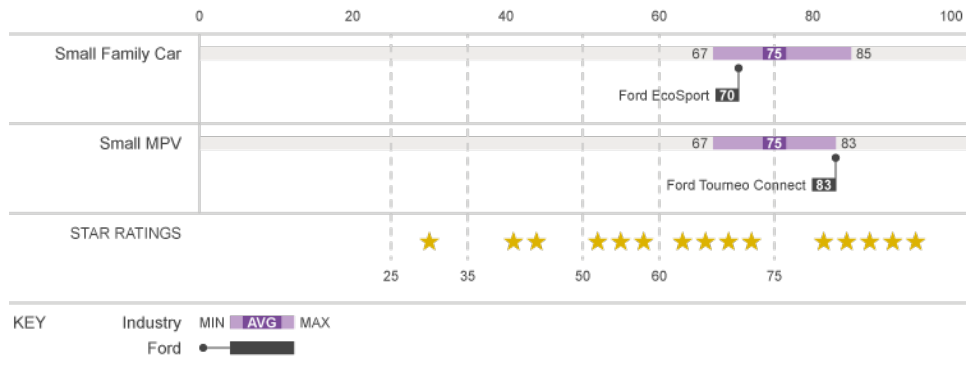 0 20 40 60 80 100
Small Family Car 67 75 85
Ford EcoSport 70
Small MPV 67 75 83
Ford Tourneo Connect 83
STAR RATINGS
25 35 50 60 75
KEY Industry MIN AVG MAX
Ford